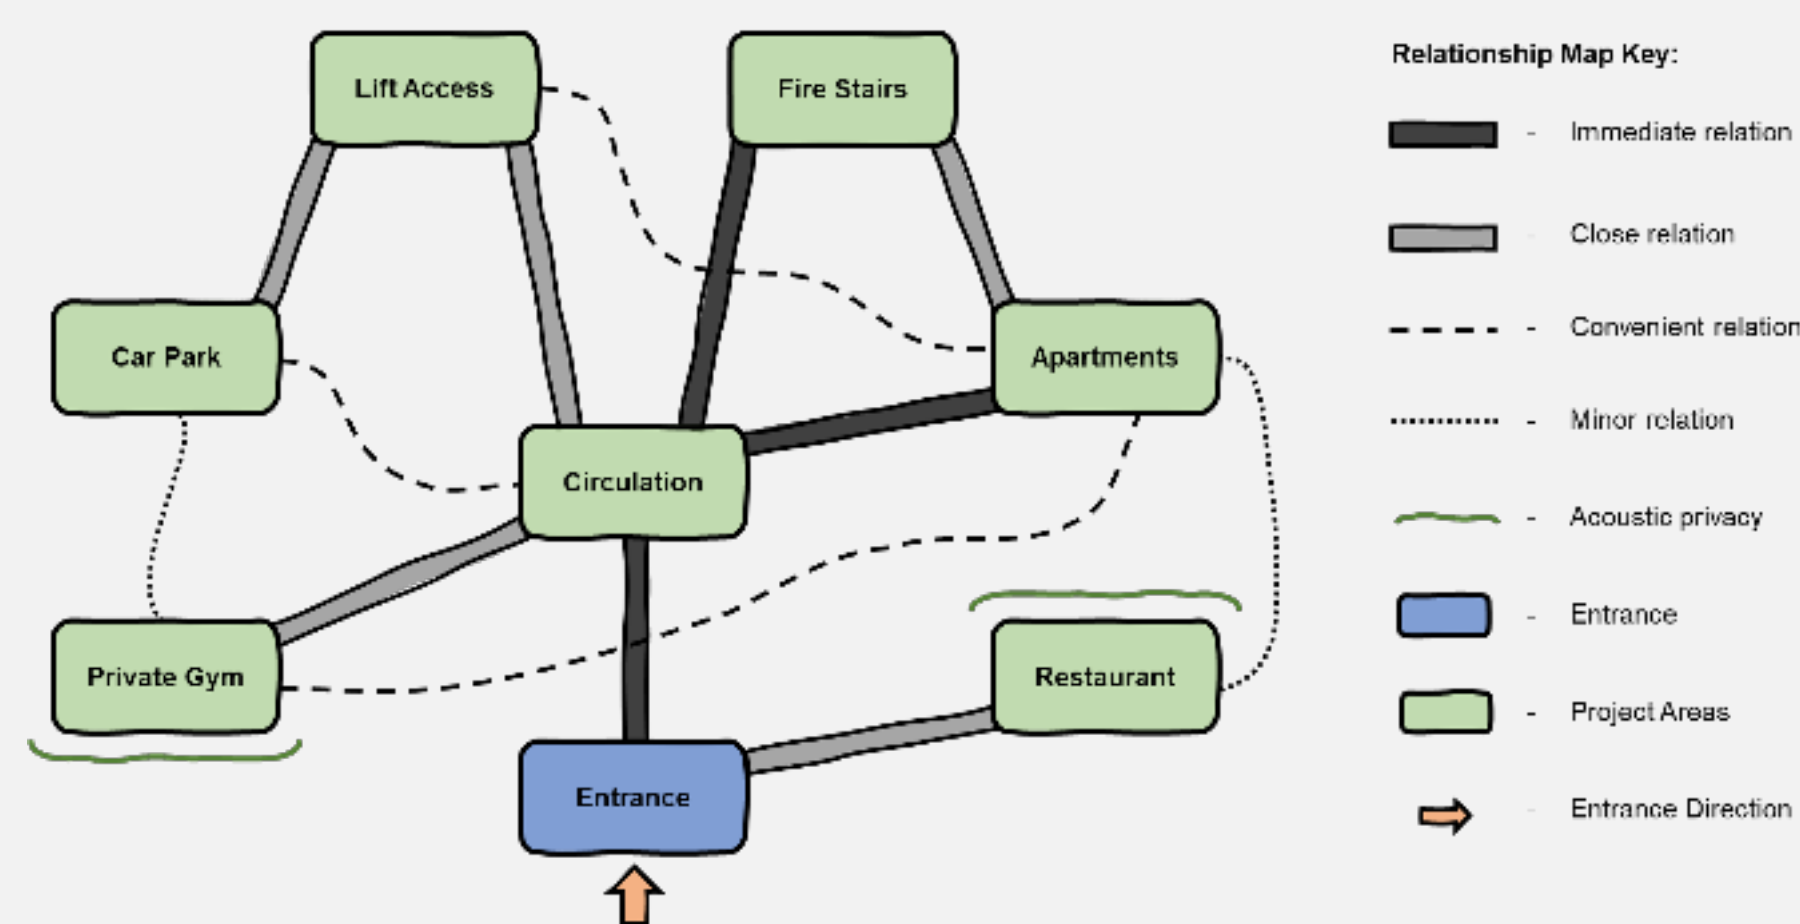 Lift Access
Fire Stairs
Car Park
Apartments
Circulation
Private Gym
Restaurant
Entrance
Relationship Map Key:
- Immediate relation
- Close relation
- Convenient relation
- Minor relation
- Acoustic privacy
- Entrance
- Project Areas
- Entrance Direction